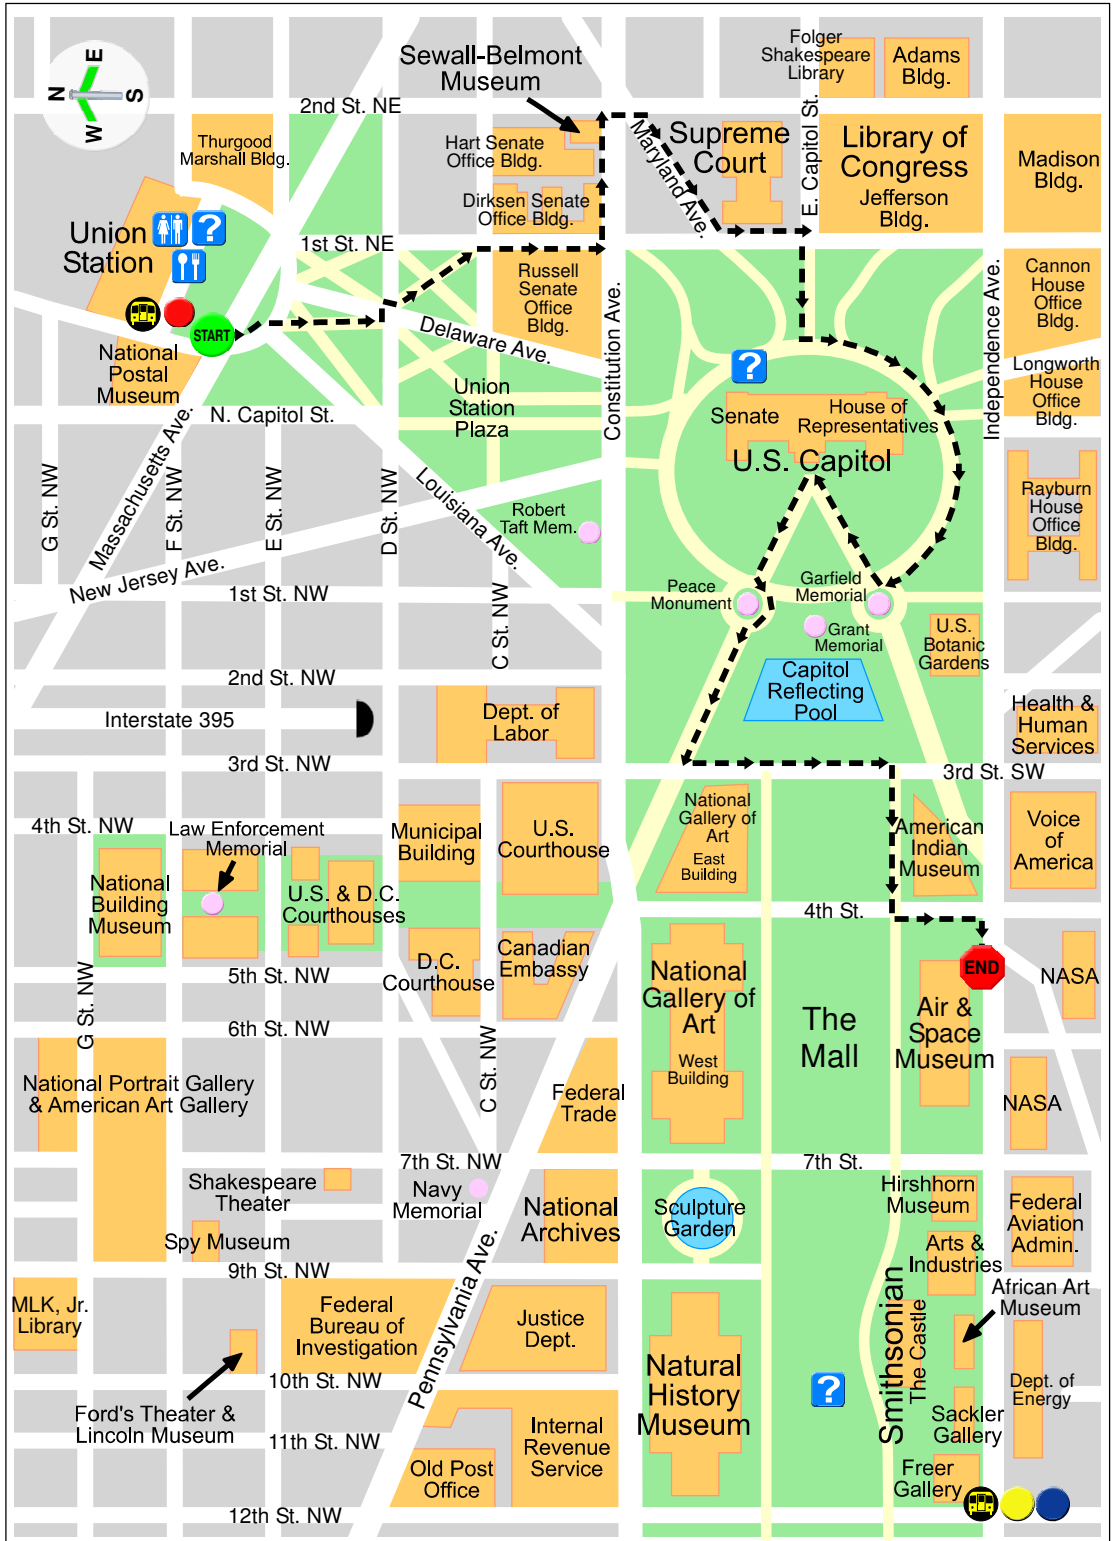 E
N
S
W
Sewall-Belmont
Museum
Folger
Shakespeare
Library
Adams
Bldg.
2nd St. NE
Thurgood
Marshall Bldg.
Hart Senate
Office Bldg.
Maryland Ave.
Supreme
Court
E. Capitol St.
Library of
Congress
Jefferson
Bldg.
Madison
Bldg.
Dirksen Senate
Office Bldg.
Union
Station
?
1st St. NE
Russell
Senate
Office
Bldg.
Constitution Ave.
Independence Ave.
Cannon
House
Office
Bldg.
START
National
Postal
Museum
Delaware Ave.
?
Longworth
House
Office
Bldg.
Union
Station
Plaza
N. Capitol St.
Senate
House of
Representatives
U.S. Capitol
Massachusetts Ave.
G St. NW
F St. NW
E St. NW
D St. NW
Louisiana Ave.
Robert
Taft Mem.
Rayburn
House
Office
Bldg.
New Jersey Ave.
1st St. NW
C St. NW
Peace
Monument
Garfield
Memorial
Grant
Memorial
U.S.
Botanic
Gardens
2nd St. NW
Capitol
Reflecting
Pool
Interstate 395
Dept. of
Labor
Health &
Human
Services
3rd St. NW
3rd St. SW
4th St. NW
Law Enforcement
Memorial
Municipal
Building
U.S.
Courthouse
National
Gallery of
Art
East
Building
American
Indian
Museum
Voice
of
America
National
Building
Museum
U.S. & D.C.
Courthouses
4th St.
D.C.
Courthouse
Canadian
Embassy
END
NASA
5th St. NW
National
Gallery of
Art
West
Building
The
Mall
Air &
Space
Museum
G St. NW
6th St. NW
C St. NW
National Portrait Gallery
& American Art Gallery
Federal
Trade
NASA
7th St. NW
7th St.
Shakespeare
Theater
Navy
Memorial
National
Archives
Sculpture
Garden
Hirshhorn
Museum
Federal
Aviation
Admin.
Spy Museum
Arts &
Industries
9th St. NW
Pennsylvania Ave.
African Art
Museum
MLK, Jr.
Library
Federal
Bureau of
Investigation
Justice
Dept.
Smithsonian
The Castle
Natural
History
Museum
?
Dept. of
Energy
10th St. NW
Ford's Theater &
Lincoln Museum
11th St. NW
Internal
Revenue
Service
Sackler
Gallery
Old Post
Office
Freer
Gallery
12th St. NW